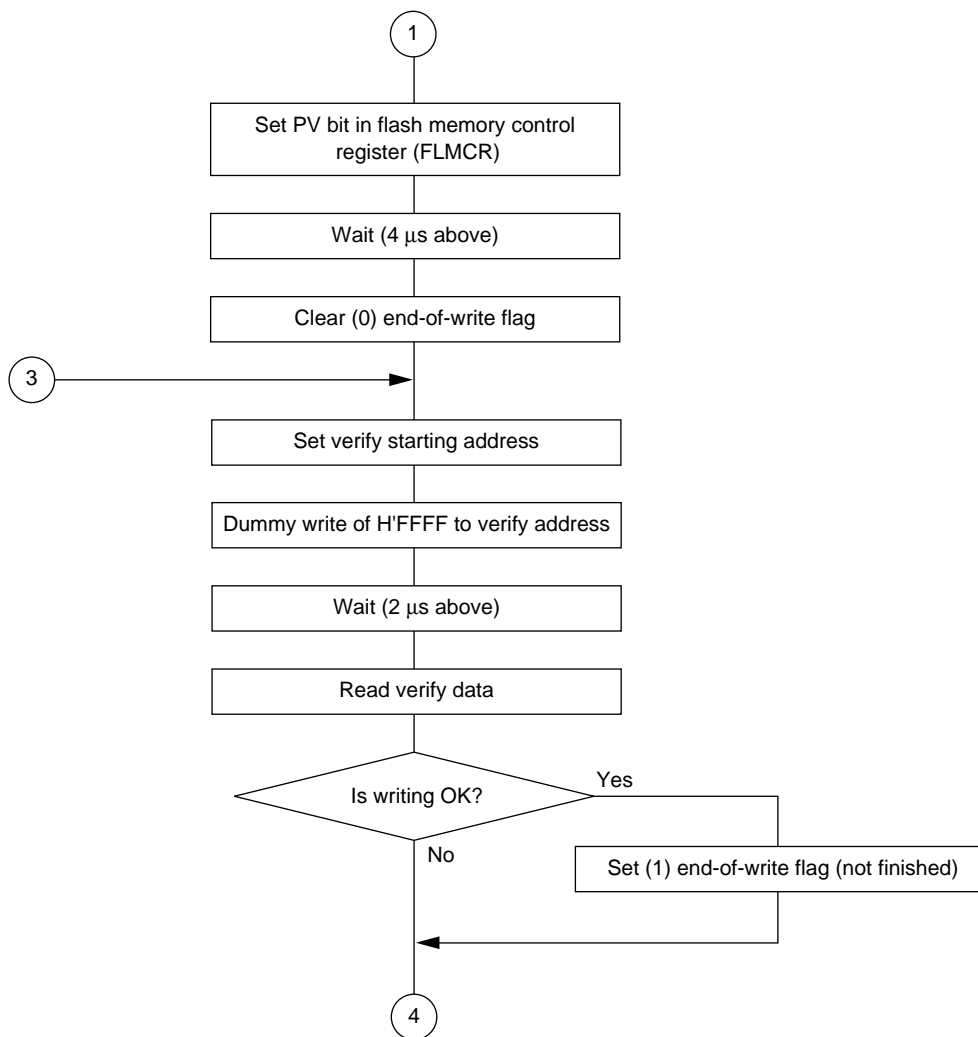 1
Set PV bit in flash memory control
register (FLMCR)
Wait (4 μs above)
Clear (0) end-of-write flag
3
Set verify starting address
Dummy write of H'FFFF to verify address
Wait (2 μs above)
Read verify data
Is writing OK?
Yes
No
Set (1) end-of-write flag (not finished)
4